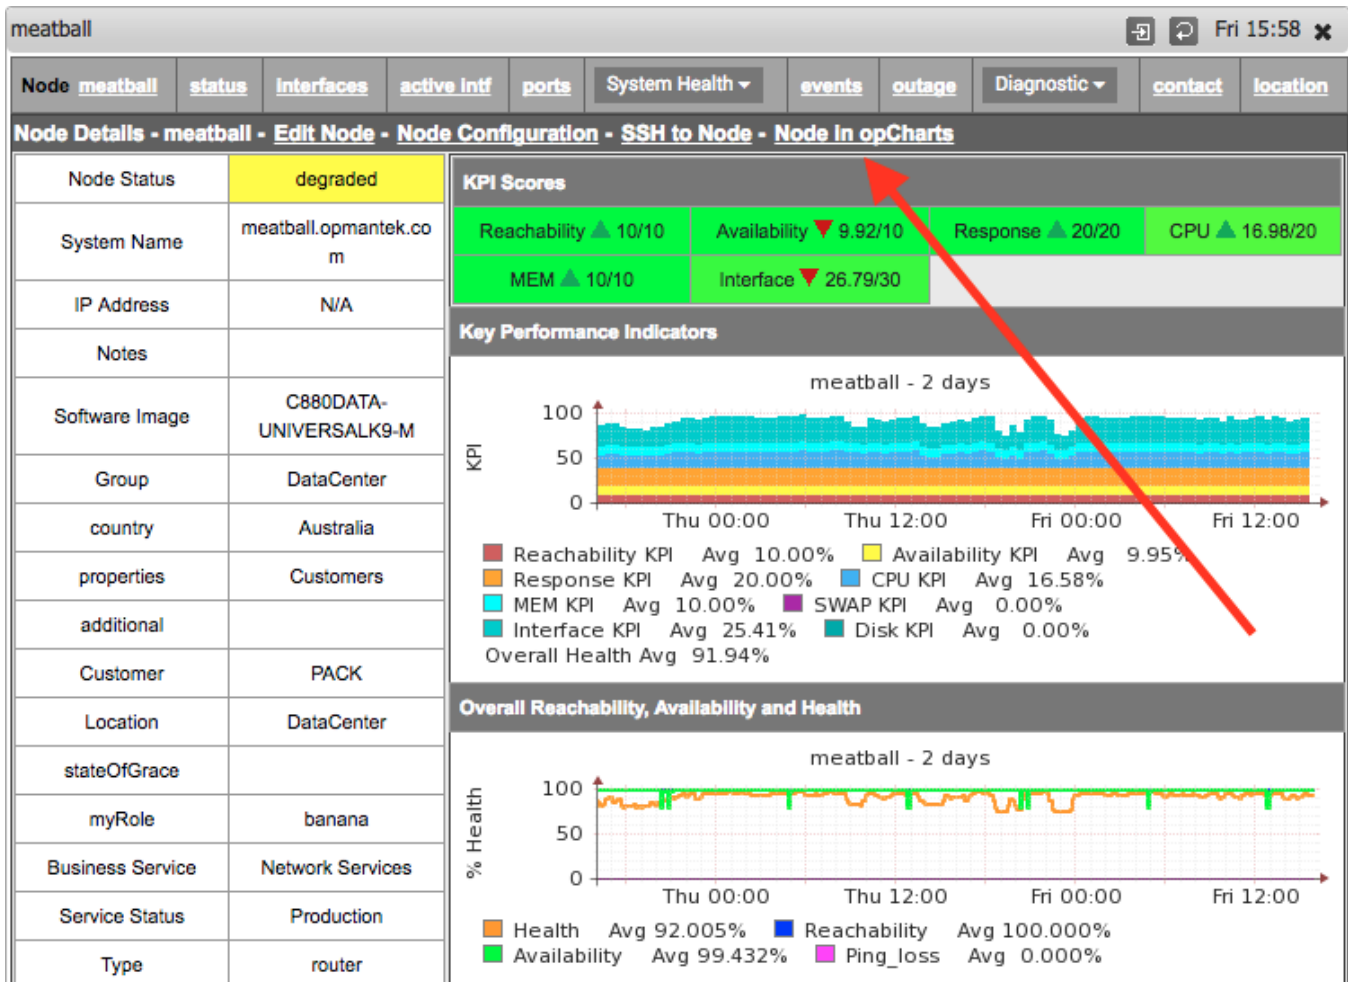 meatball
Fri 15:58
Node meatball status interfaces active intf ports System Health events outage Diagnostic contact location
Node Details - meatball - Edit Node - Node Configuration - SSH to Node - Node in opCharts
Node Status degraded
System Name meatball.opmantek.co
m
IP Address N/A
Notes
Software Image C880DATA-
UNIVERSALK9-M
Group DataCenter
country Australia
properties Customers
additional
Customer PACK
Location DataCenter
stateOfGrace
myRole banana
Business Service Network Services
Service Status Production
Type router
KPI Scores
Reachability 10/10 Availability 9.92/10 Response 20/20 CPU 16.98/20
MEM 10/10 Interface 26.79/30
Key Performance Indicators
meatball - 2 days
KPI
100
50
0
Thu 00:00 Thu 12:00 Fri 00:00 Fri 12:00
Reachability KPI Avg 10.00% Availability KPI Avg 9.95%
Response KPI Avg 20.00% CPU KPI Avg 16.58%
MEM KPI Avg 10.00% SWAP KPI Avg 0.00%
Interface KPI Avg 25.41% Disk KPI Avg 0.00%
Overall Health Avg 91.94%
Overall Reachability, Availability and Health
meatball - 2 days
% Health
100
50
0
Thu 00:00 Thu 12:00 Fri 00:00 Fri 12:00
Health Avg 92.005% Reachability Avg 100.000%
Availability Avg 99.432% Ping_loss Avg 0.000%